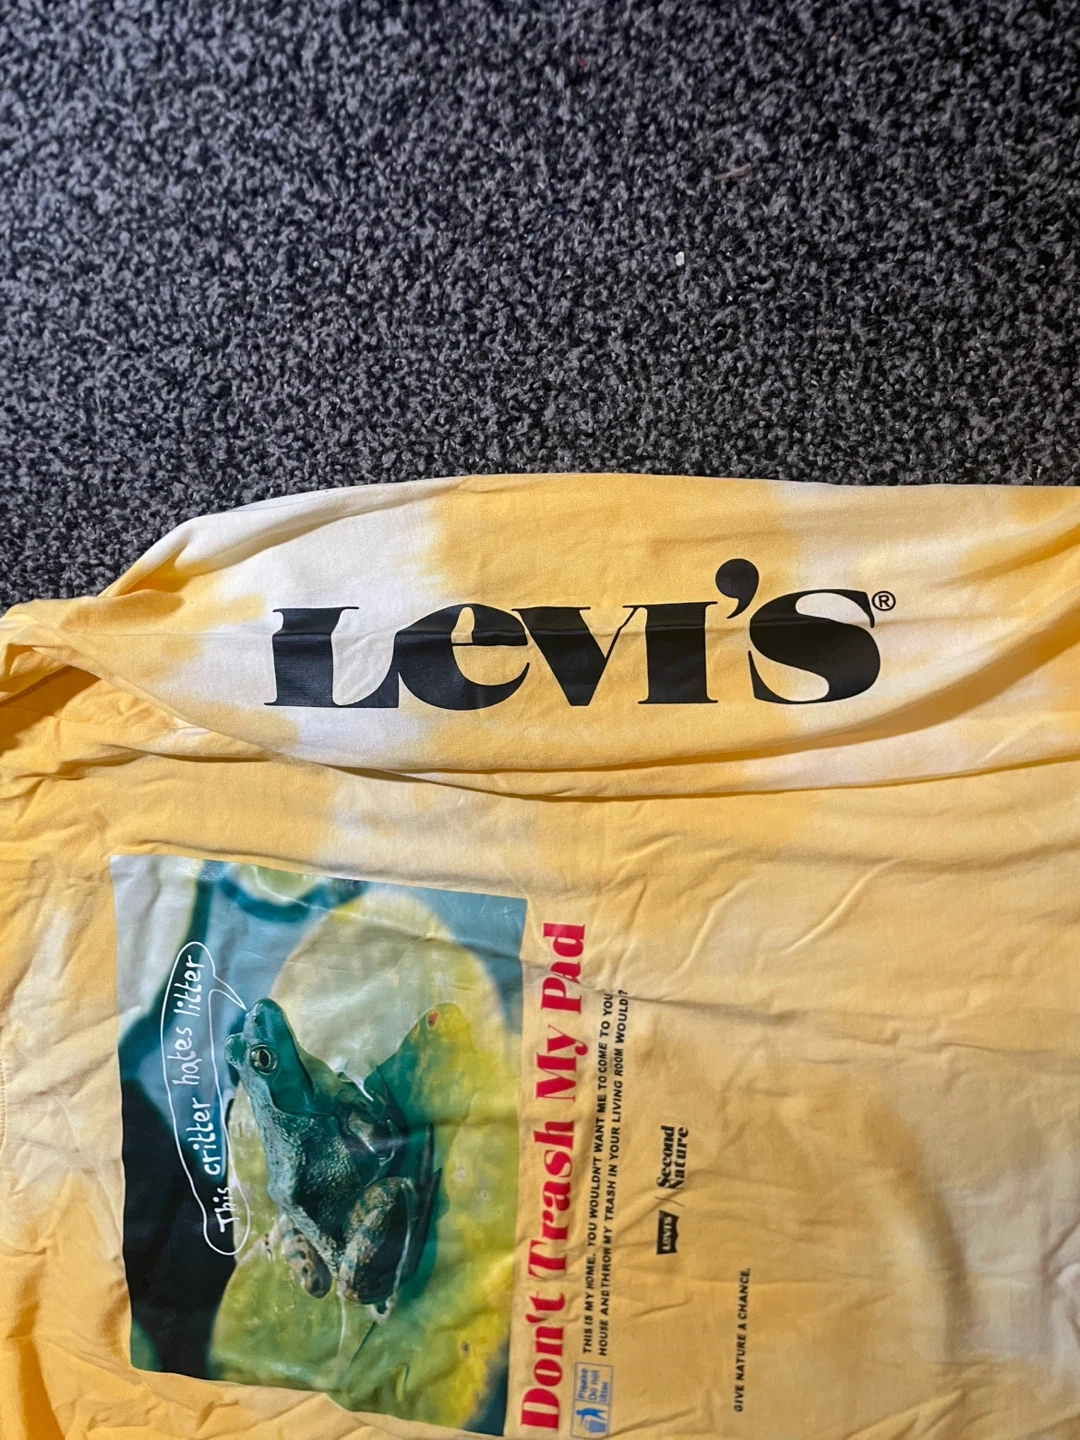 Levi's®
This critter hates litter
Don't Trash My Pad
Please
Do not
litter
THIS IS MY HOME. YOU WOULDN'T WANT ME TO COME TO YOUR
HOUSE AND THROW MY TRASH IN YOUR LIVING ROOM WOULD?
LEVI'S / Second
Nature
GIVE NATURE A CHANCE.